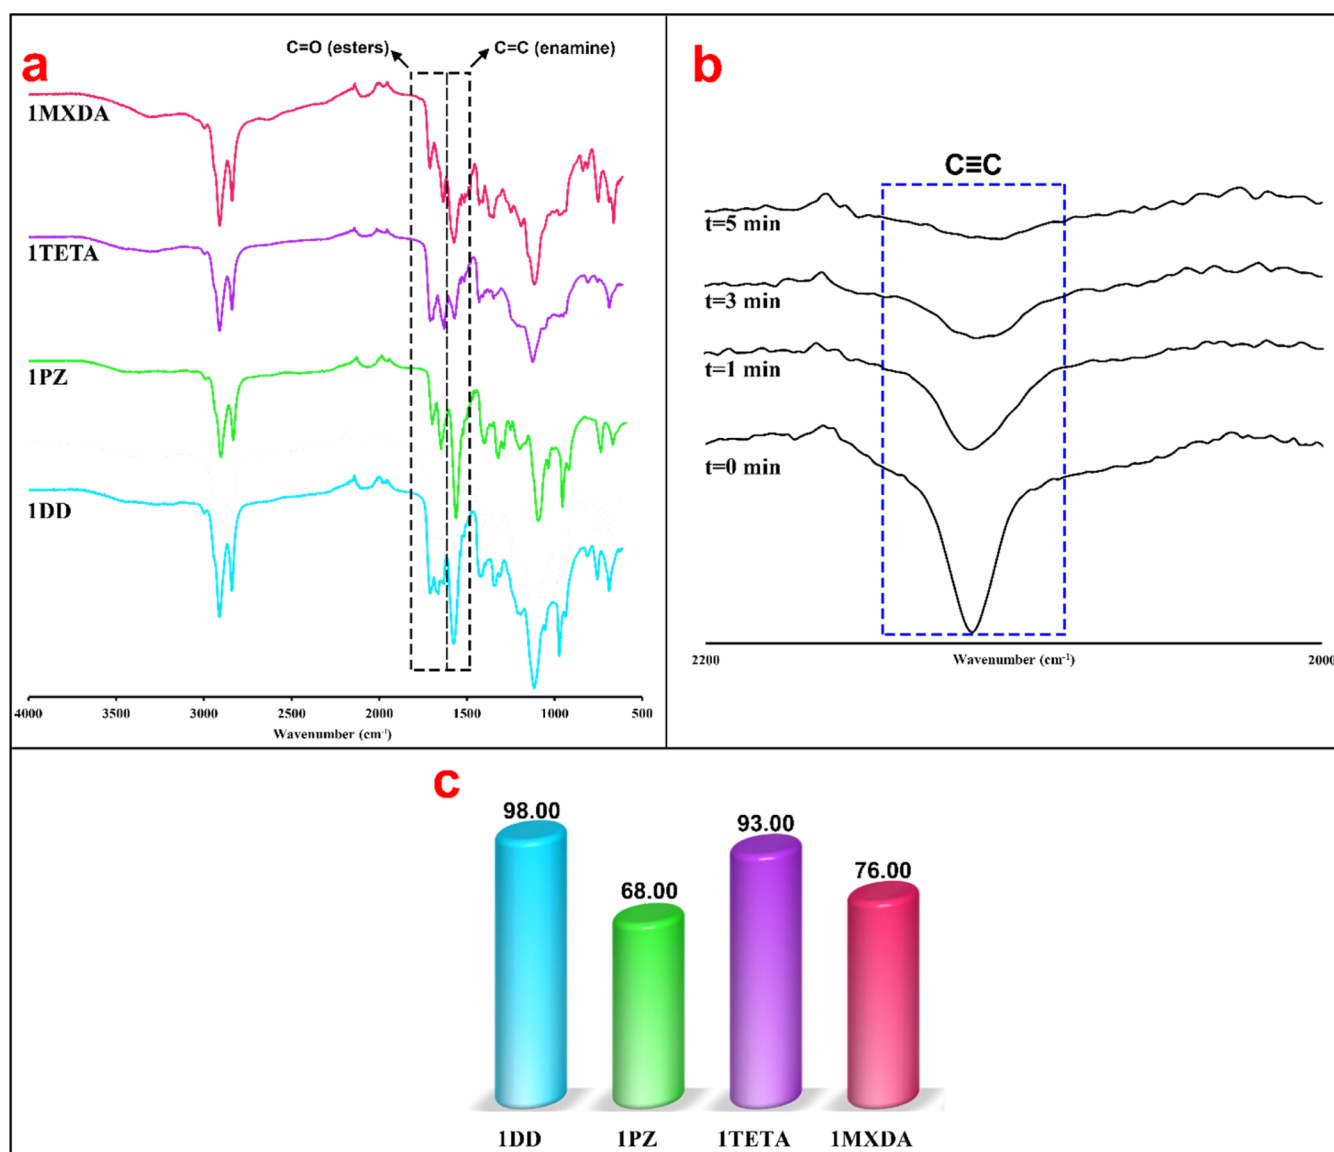 a
C=O (esters)
C=C (enamine)
1MXDA
1TETA
1PZ
1DD
4000 3000 2500 2000 1500 1000 500
Wavenumber (cm-1)
b
C≡C
t=5 min
t=3 min
t=1 min
t=0 min
2200 2000
Wavenumber (cm-1)
c
98.00
68.00
93.00
76.00
1DD 1PZ 1TETA 1MXDA